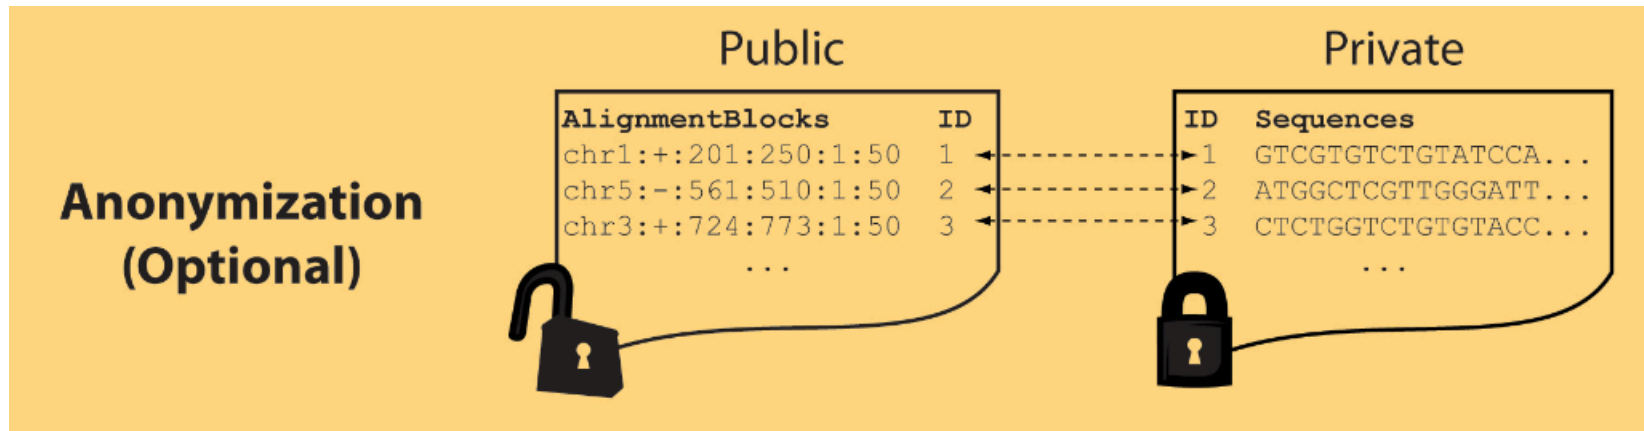 Public
Private
Anonymization
(Optional)
AlignmentBlocks ID
chr1:+:201:250:1:50 1
chr5:-:561:510:1:50 2
chr3:+:724:773:1:50 3
...
ID Sequences
1 GTCGTGTCTGTATCCA...
2 ATGGCTCGTTGGGATT...
3 CTCTGGTCTGTGTACC...
...